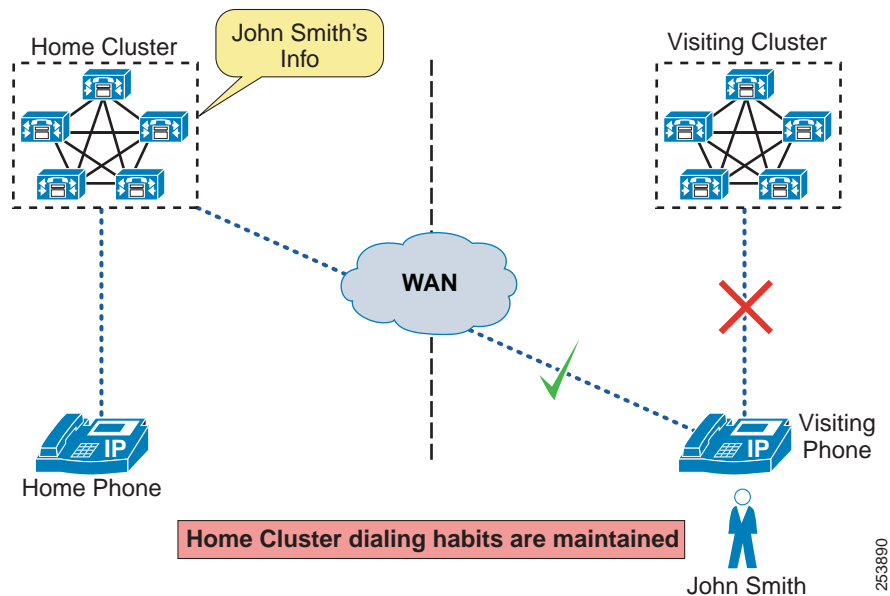 Home Cluster
John Smith's
Info
Visiting Cluster
WAN
IP
Home Phone
IP
Visiting
Phone
Home Cluster dialing habits are maintained
John Smith
253890